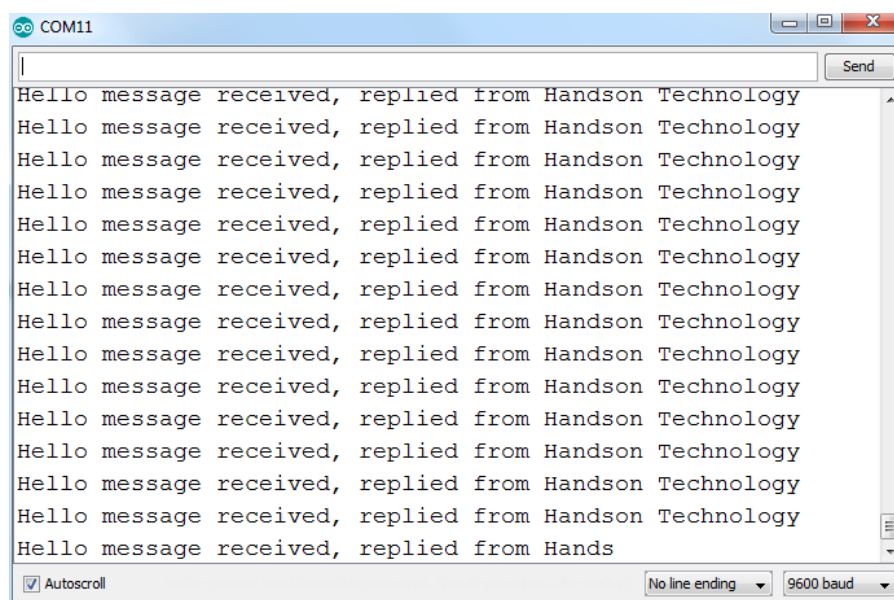 COM11
Send
Hello message received, replied from Handson Technology
Hello message received, replied from Handson Technology
Hello message received, replied from Handson Technology
Hello message received, replied from Handson Technology
Hello message received, replied from Handson Technology
Hello message received, replied from Handson Technology
Hello message received, replied from Handson Technology
Hello message received, replied from Handson Technology
Hello message received, replied from Handson Technology
Hello message received, replied from Handson Technology
Hello message received, replied from Handson Technology
Hello message received, replied from Handson Technology
Hello message received, replied from Handson Technology
Hello message received, replied from Handson Technology
Hello message received, replied from Hands
Autoscroll
No line ending
9600 baud